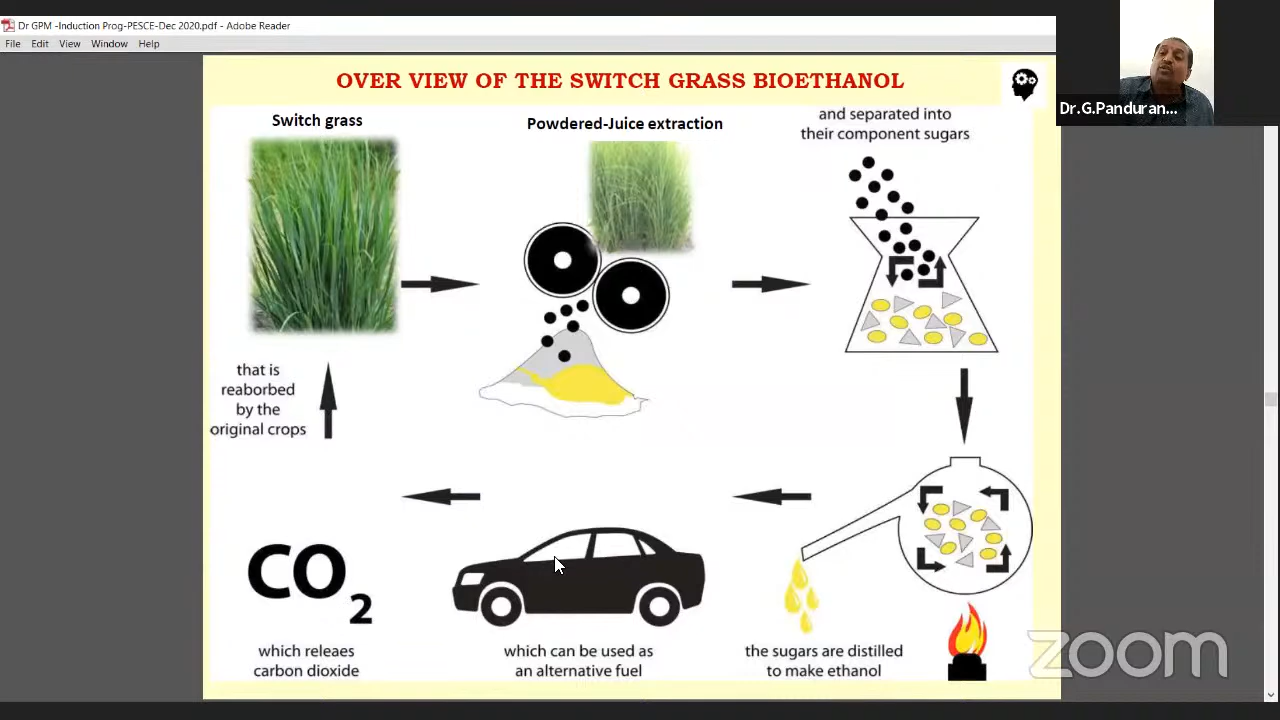 Dr GPM -Induction Prog-PESCE-Dec 2020.pdf - Adobe Reader
File Edit View Window Help
OVER VIEW OF THE SWITCH GRASS BIOETHANOL
Dr.G.Panduran...
Switch grass
Powdered-Juice extraction
and separated into
their component sugars
that is
reaborbed
by the
original crops
CO2
which releaes
carbon dioxide
which can be used as
an alternative fuel
the sugars are distilled
to make ethanol
zoom